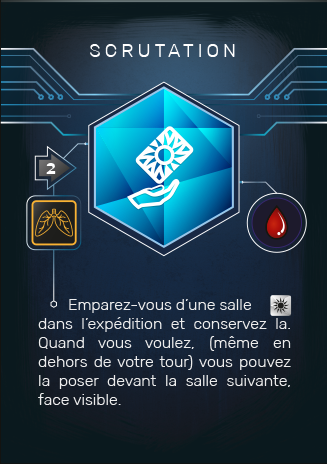 SCRUTATION
2
Emparez-vous d'une salle
dans l'expédition et conservez la.
Quand vous voulez, (même en
dehors de votre tour) vous pouvez
la poser devant la salle suivante,
face visible.